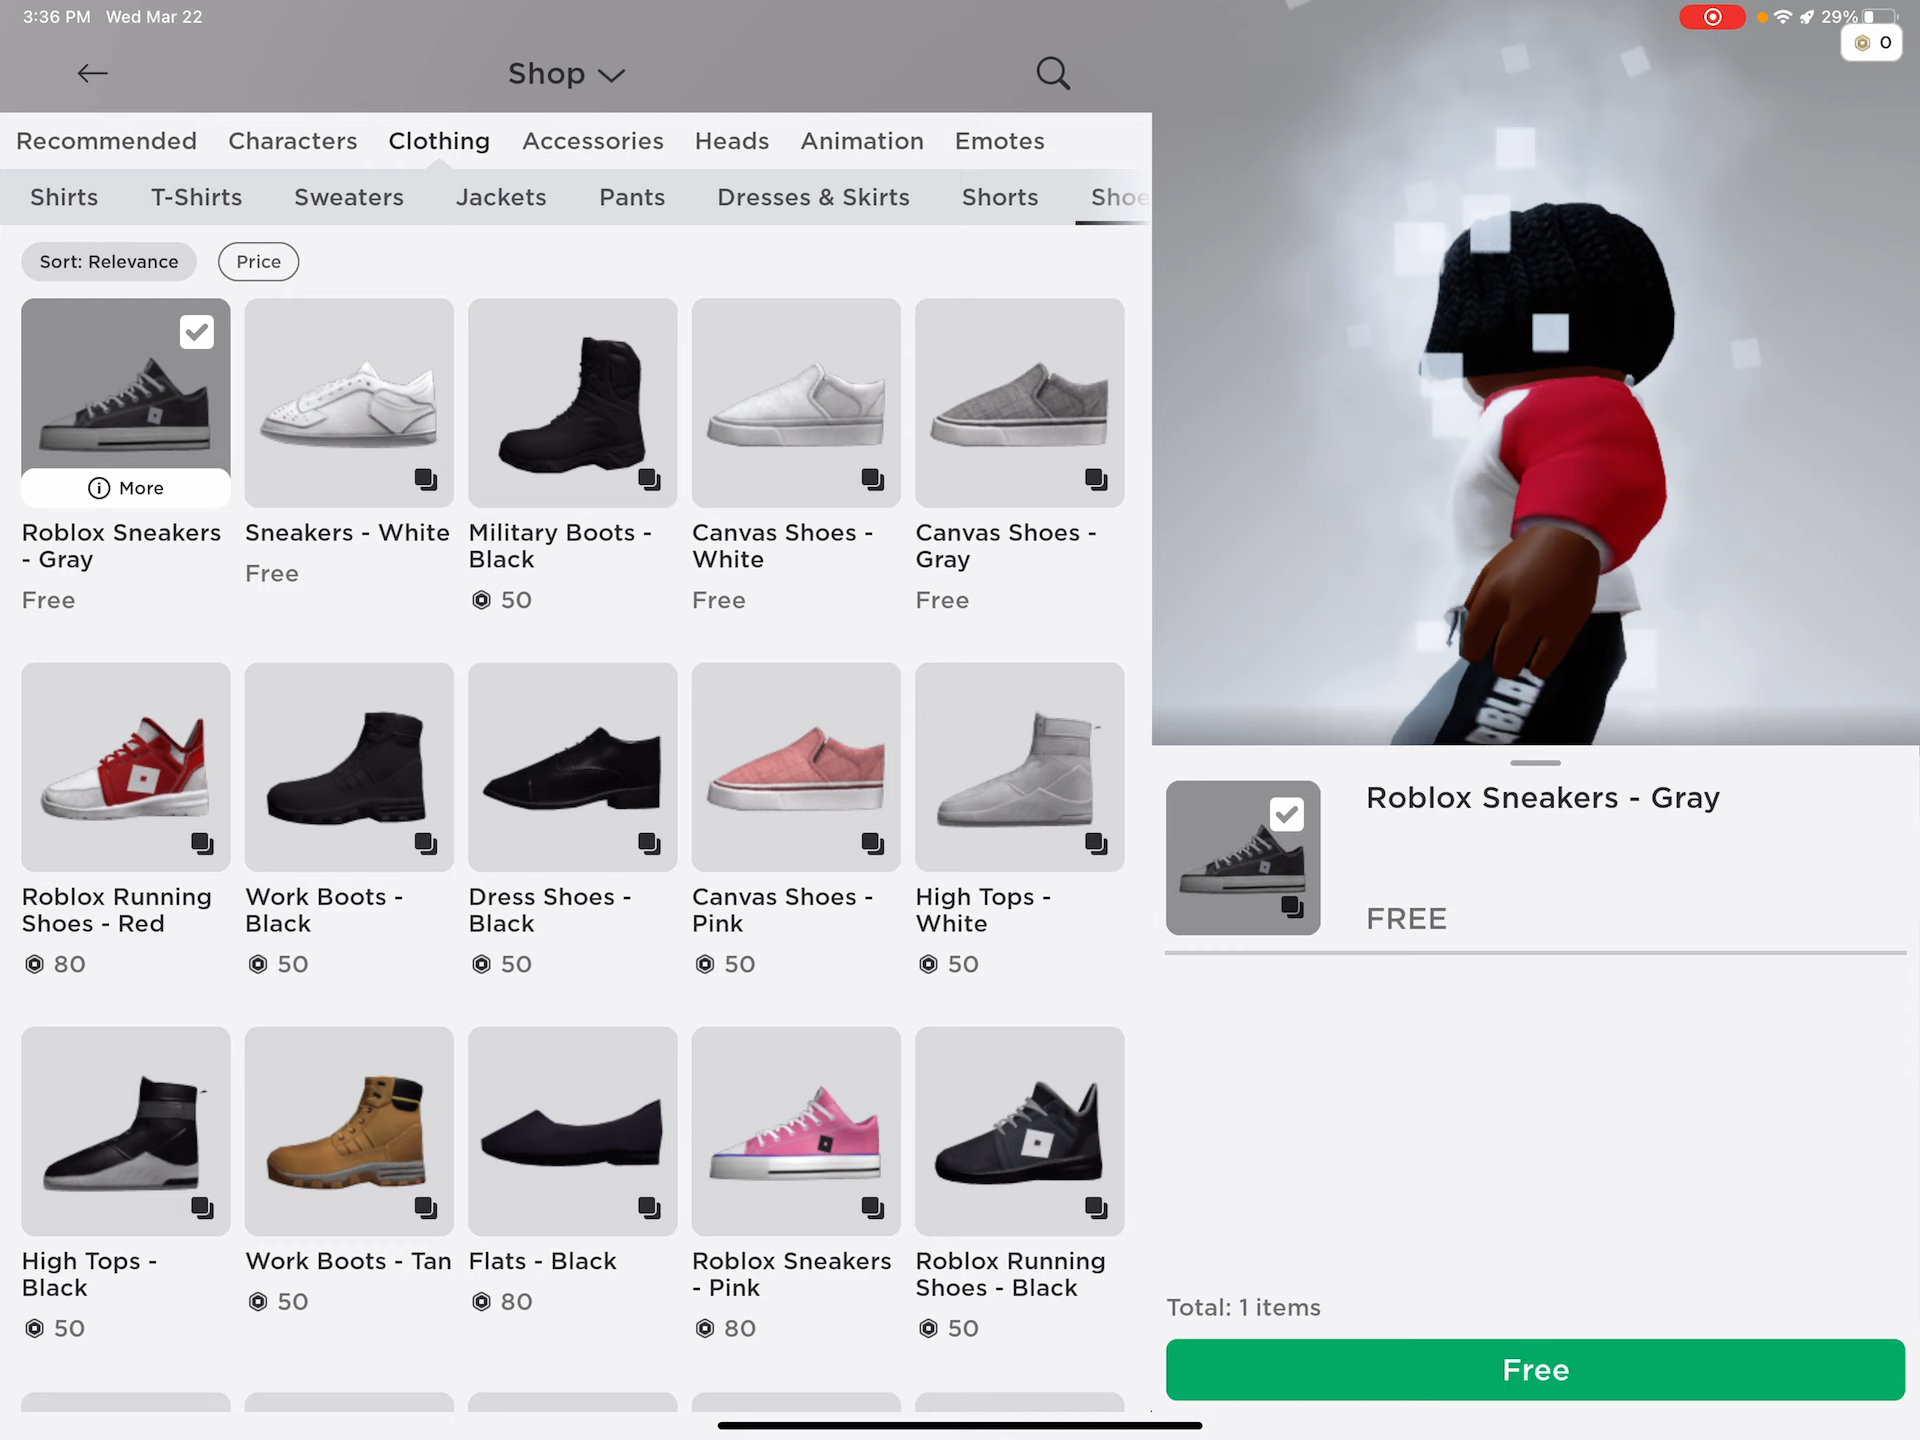 3:36 PM Wed Mar 22
29%
0
Shop
Recommended Characters Clothing Accessories Heads Animation Emotes
Shirts T-Shirts Sweaters Jackets Pants Dresses & Skirts Shorts Shoe
Sort: Relevance Price
More
Roblox Sneakers
- Gray
Free
Sneakers - White
Free
Military Boots -
Black
50
Canvas Shoes -
White
Free
Canvas Shoes -
Gray
Free
Roblox Running
Shoes - Red
80
Work Boots -
Black
50
Dress Shoes -
Black
50
Canvas Shoes -
Pink
50
High Tops -
White
50
High Tops -
Black
50
Work Boots - Tan
50
Flats - Black
80
Roblox Sneakers
- Pink
80
Roblox Running
Shoes - Black
50
Roblox Sneakers - Gray
FREE
Total: 1 items
Free